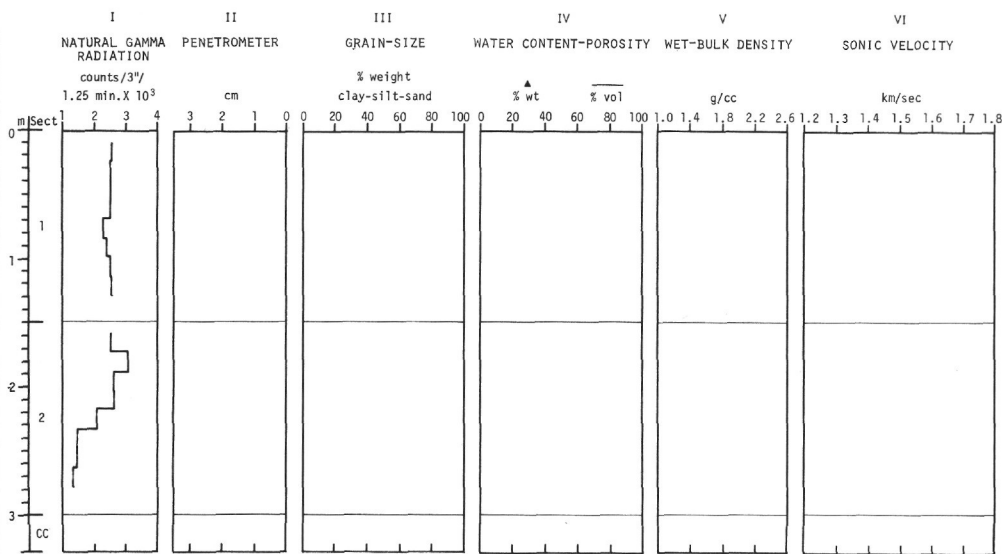 I II III IV V VI
NATURAL GAMMA PENETROMETER GRAIN-SIZE WATER CONTENT-POROSITY WET-BULK DENSITY SONIC VELOCITY
RADIATION
counts/3"/ % weight ▲
1.25 min.X 10³ cm clay-silt-sand % wt % vol g/cc km/sec
m Sect 1 2 3 4 3 2 1 0 0 20 40 60 80 100 0 20 40 60 80 100 1.0 1.4 1.8 2.2 2.6 1.2 1.3 1.4 1.5 1.6 1.7 1.8
0
1
1
2
2
3
CC